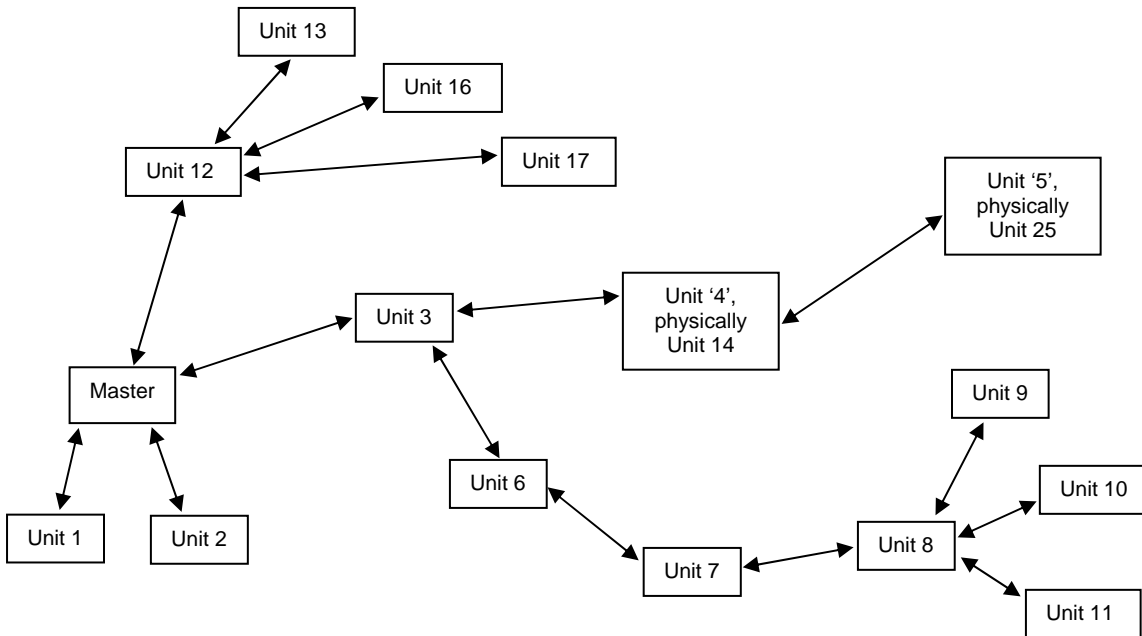 Unit 13
Unit 16
Unit 17
Unit 12
Unit ‘5’,
physically
Unit 25
Unit 3
Unit ‘4’,
physically
Unit 14
Master
Unit 9
Unit 6
Unit 10
Unit 1
Unit 2
Unit 7
Unit 8
Unit 11